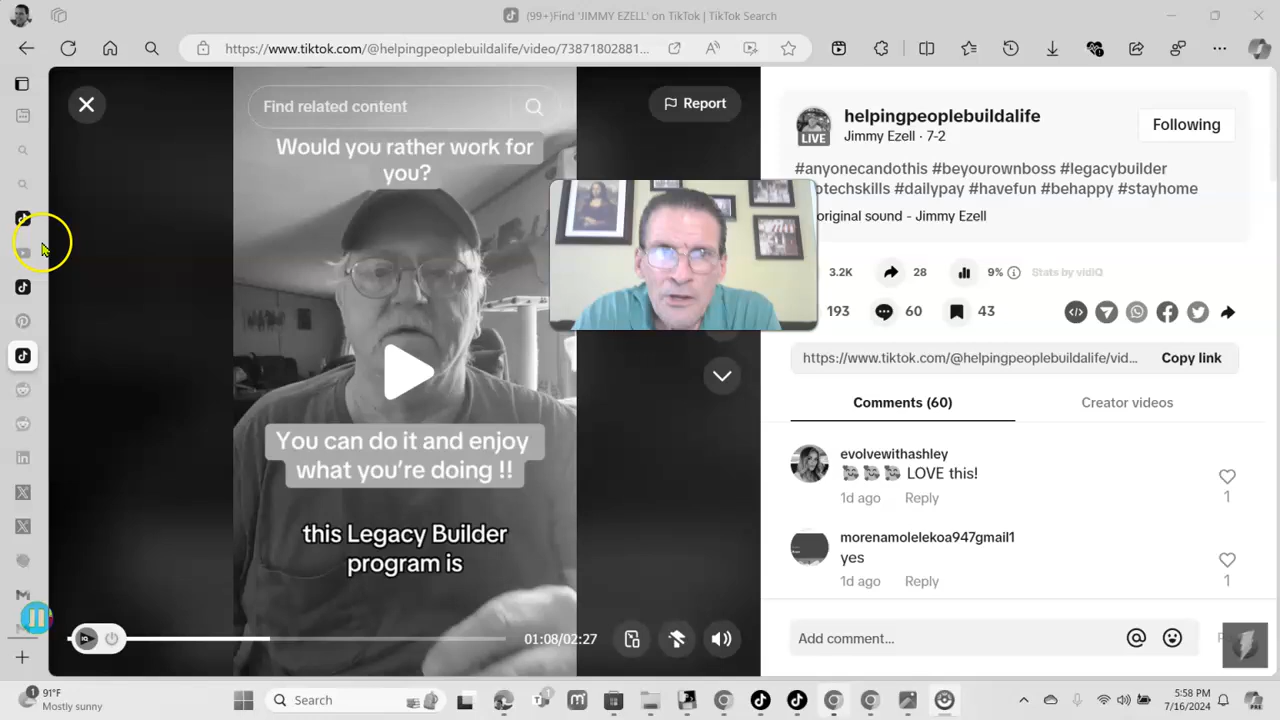 (99+)Find 'JIMMY EZELL' on TikTok | TikTok Search
https://www.tiktok.com/@helpingpeoplebuildalife/video/73871802881...
Find related content
Report
Would you rather work for
you?
You can do it and enjoy
what you're doing !!
this Legacy Builder
program is
01:08/02:27
helpingpeoplebuildalife
LIVE
Jimmy Ezell · 7-2
Following
#anyonecandothis #beyourownboss #legacybuilder
#dailypay #havefun #behappy #stayhome
original sound - Jimmy Ezell
3.2K
28
9%
Stats by vidIQ
193
60
43
https://www.tiktok.com/@helpingpeoplebuildalife/vid...
Copy link
Comments (60)
Creator videos
evolvewithashley
LOVE this!
1d ago
Reply
1
morenamolelekoa947gmail1
yes
1d ago
Reply
1
Add comment...
91°F
Mostly sunny
Search
5:58 PM
7/16/2024